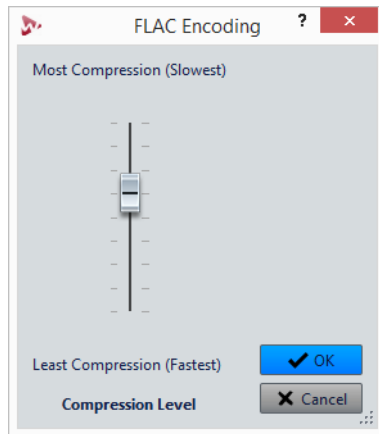 FLAC Encoding ?
Most Compression (Slowest)
Least Compression (Fastest)
OK
Compression Level
Cancel